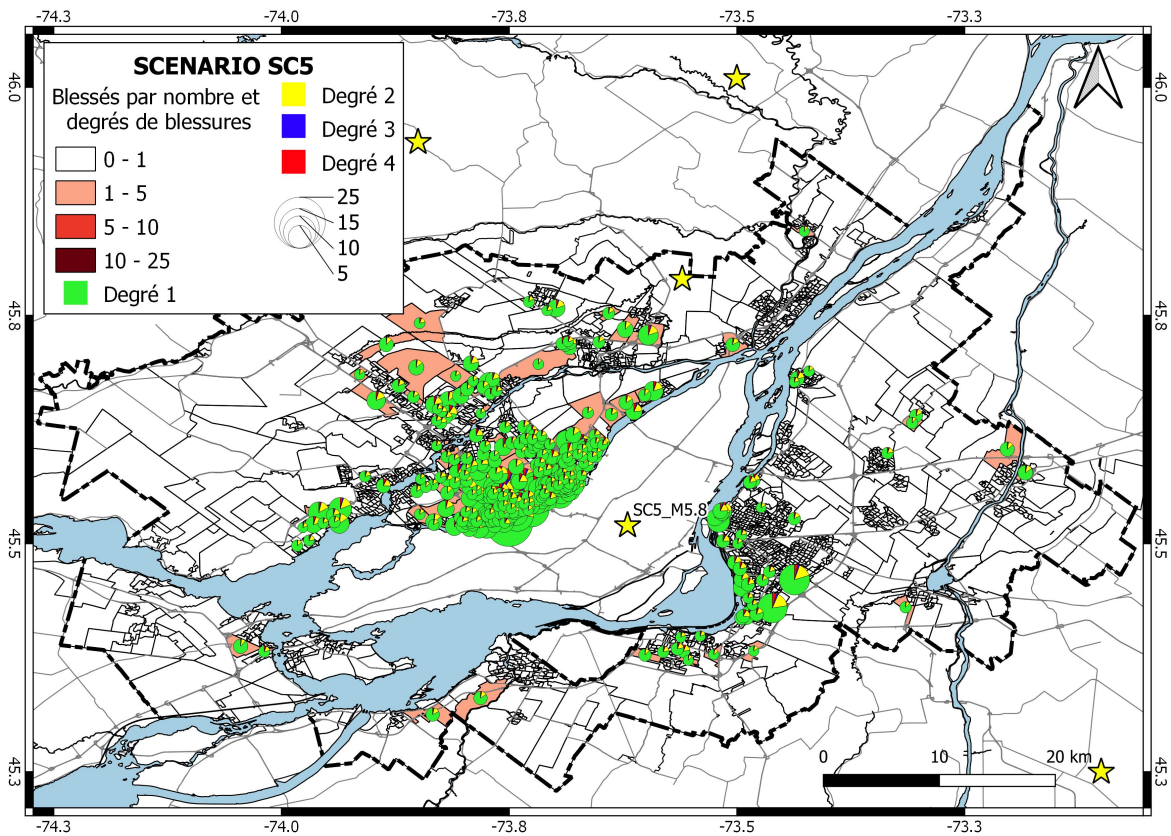 -74.3 -74.0 -73.8 -73.5 -73.3
SCENARIO SC5
Blessés par nombre et
degrés de blessures
0 - 1
1 - 5
5 - 10
10 - 25
Degré 1
Degré 2
Degré 3
Degré 4
25
15
10
5
46.0 46.0
45.8 45.8
SC5_M5.8
45.5 45.5
0 10 20 km
45.3 45.3
-74.3 -74.0 -73.8 -73.5 -73.3